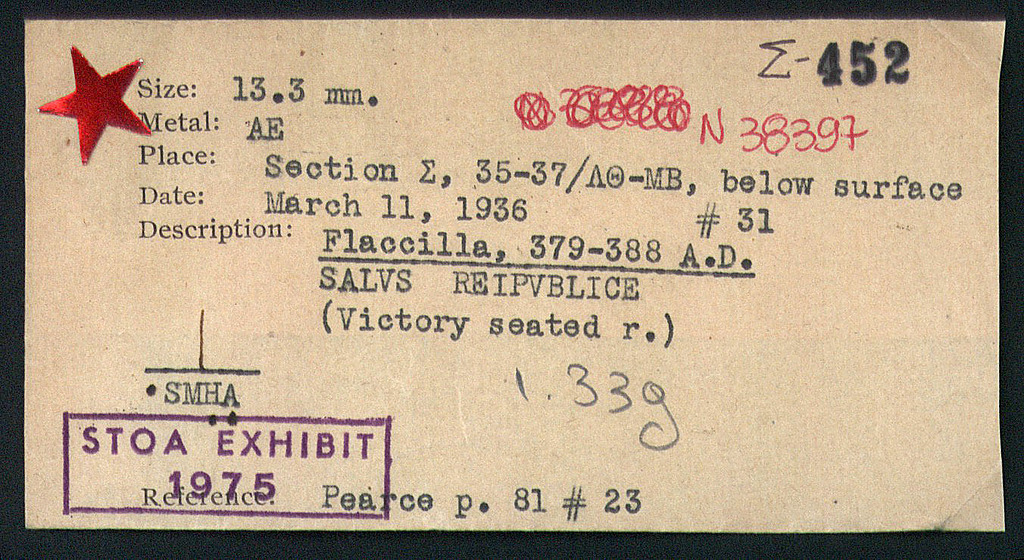 Σ-452
Size: 13.3 mm.
N 38397
Metal: AE
Place: Section Σ, 35-37/ΛΘ-ΜΒ, below surface
Date: March 11, 1936 # 31
Description: Flaccilla, 379-388 A.D.
SALVS REIPVBLICE
(Victory seated r.)
•SMHA
1.33g
STOA EXHIBIT
1975
Reference: Pearce p. 81 # 23